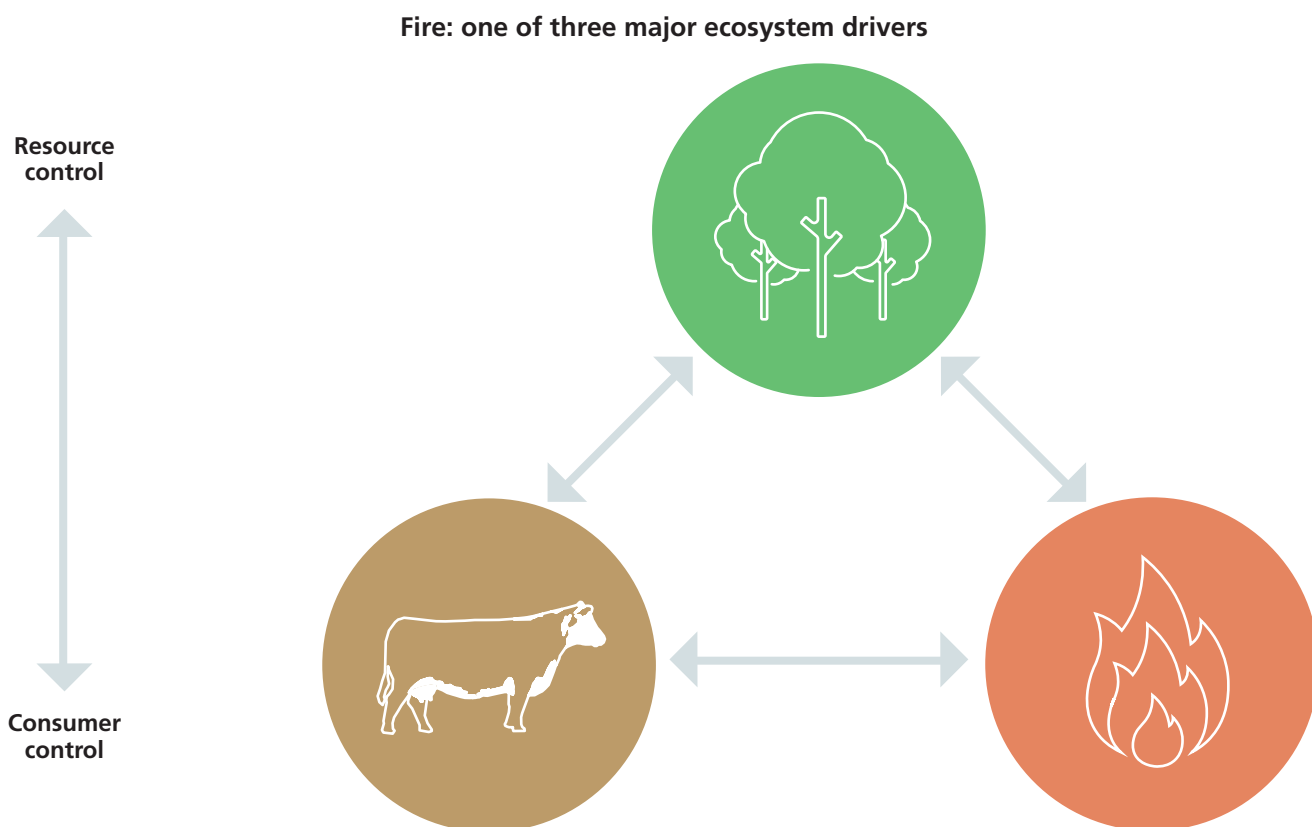 Fire: one of three major ecosystem drivers
Resource
control
Consumer
control